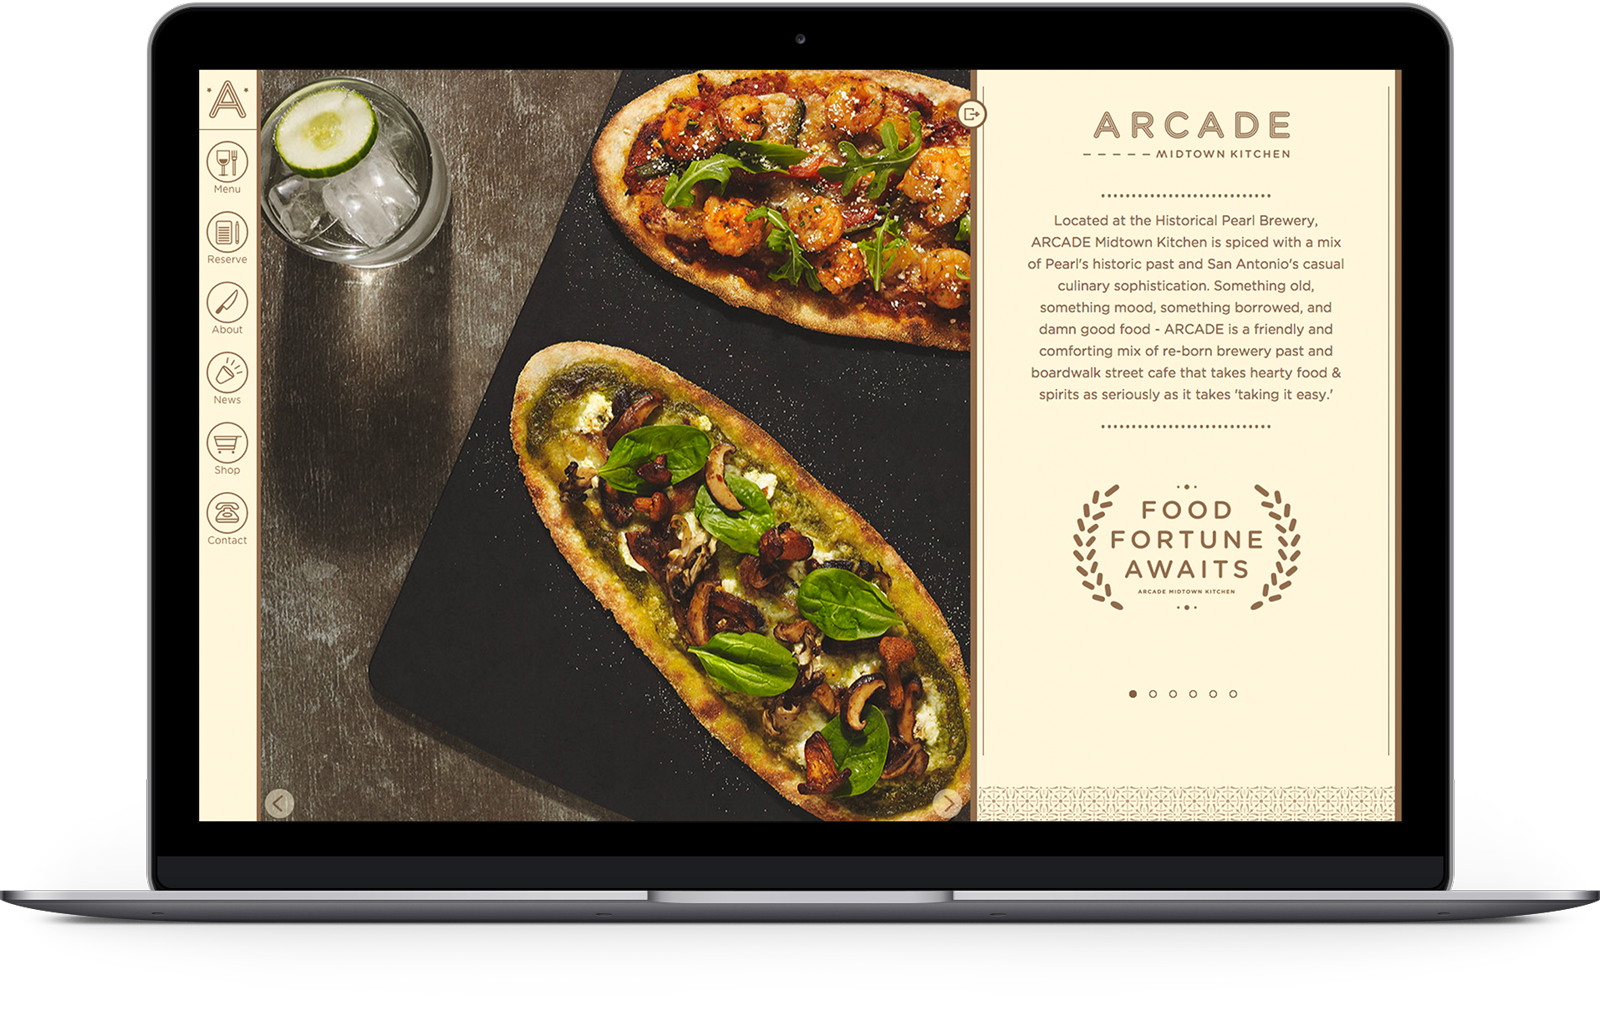 A
Menu
Reserve
About
News
Shop
Contact
ARCADE
MIDTOWN KITCHEN
Located at the Historical Pearl Brewery,
ARCADE Midtown Kitchen is spiced with a mix
of Pearl's historic past and San Antonio's casual
culinary sophistication. Something old,
something mood, something borrowed, and
damn good food - ARCADE is a friendly and
comforting mix of re-born brewery past and
boardwalk street cafe that takes hearty food &
spirits as seriously as it takes 'taking it easy.'
FOOD
FORTUNE
AWAITS
ARCADE MIDTOWN KITCHEN